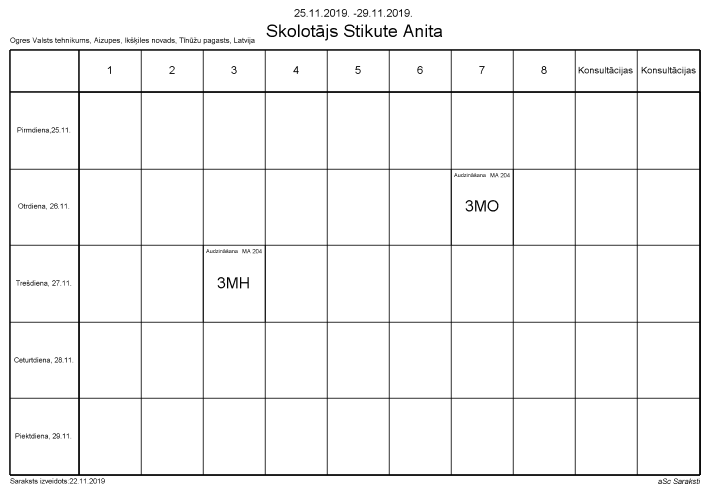 25.11.2019. -29.11.2019.
Skolotājs Stikute Anita
Ogres Valsts tehnikums, Aizupes, Ikšķiles novads, Tīnūžu pagasts, Latvija
1 2 3 4 5 6 7 8 Konsultācijas Konsultācijas
Pirmdiena,25.11.
Otrdiena, 26.11.
Audzināšana MA 204
3MO
Trešdiena, 27.11.
Audzināšana MA 204
3MH
Ceturtdiena, 28.11.
Piektdiena, 29.11.
Saraksts izveidots:22.11.2019
aSc Saraksti